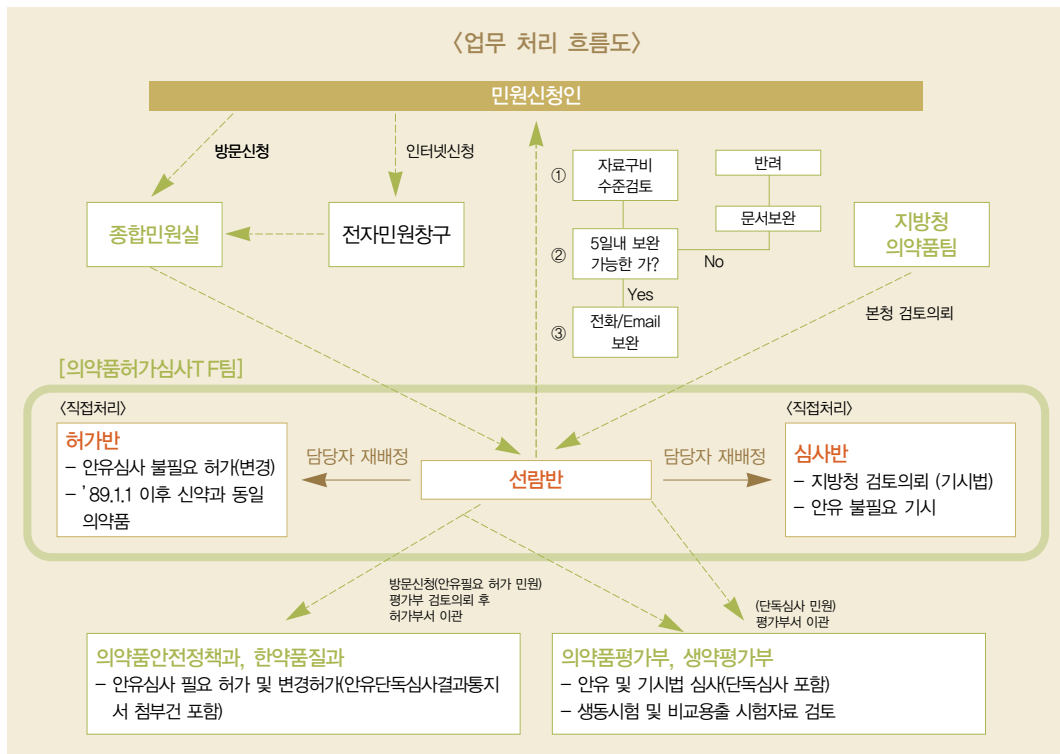 〈업무 처리 흐름도〉
민원신청인
방문신청
인터넷신청
종합민원실
전자민원창구
①
자료구비
수준검토
②
5일내 보완
가능한 가?
No
Yes
③
전화/Email
보완
반려
문서보완
지방청
의약품팀
본청 검토의뢰
[의약품허가심사T F팀]
〈직접처리〉
허가반
– 안유심사 불필요 허가(변경)
– ’89.1.1 이후 신약과 동일
의약품
담당자 재배정
선람반
담당자 재배정
〈직접처리〉
심사반
– 지방청 검토의뢰 (기시법)
– 안유 불필요 기시
방문신청(안유필요 허가 민원)
평가부 검토의뢰 후
허가부서 이관
(단독심사 민원)
평가부서 이관
의약품안전정책과, 한약품질과
– 안유심사 필요 허가 및 변경허가(안유단독심사결과통지
서 첨부건 포함)
의약품평가부, 생약평가부
– 안유 및 기시법 심사(단독심사 포함)
– 생동시험 및 비교용출 시험자료 검토